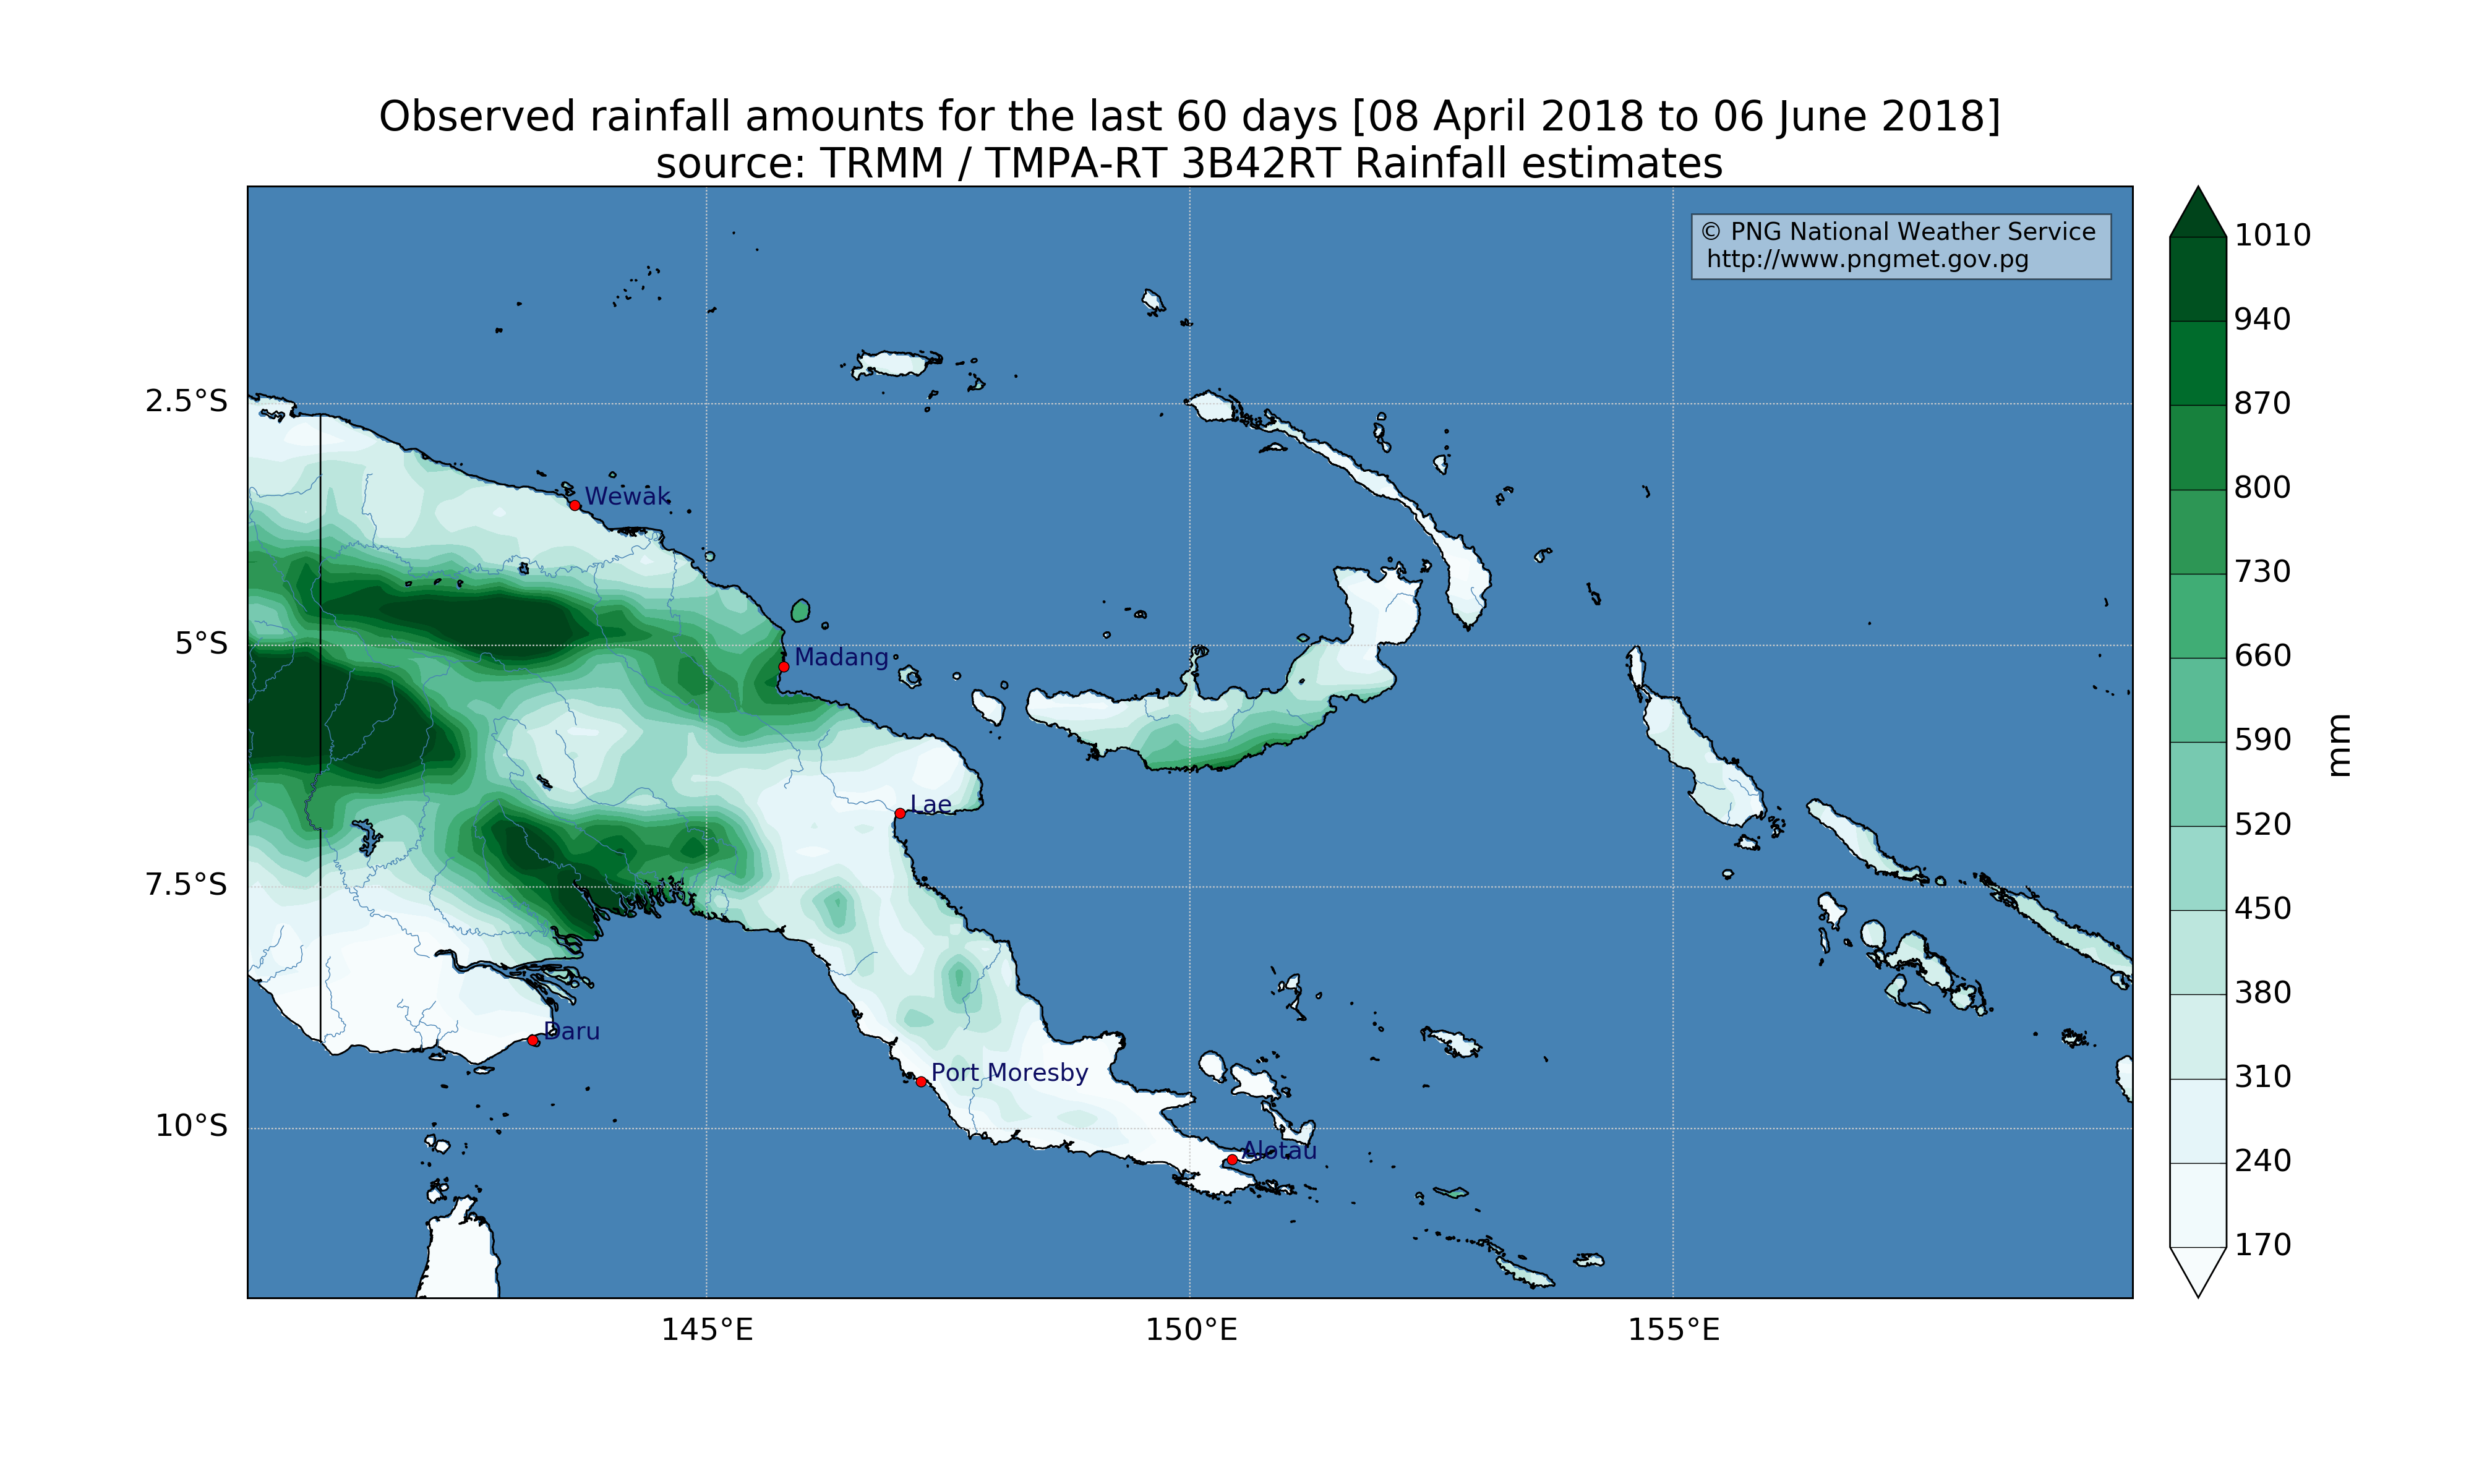 Observed rainfall amounts for the last 60 days [08 April 2018 to 06 June 2018]
source: TRMM / TMPA-RT 3B42RT Rainfall estimates
© PNG National Weather Service
http://www.pngmet.gov.pg
2.5°S
5°S
7.5°S
10°S
145°E
150°E
155°E
Wewak
Madang
Lae
Daru
Port Moresby
Alotau
1010
940
870
800
730
660
590
520
450
380
310
240
170
mm